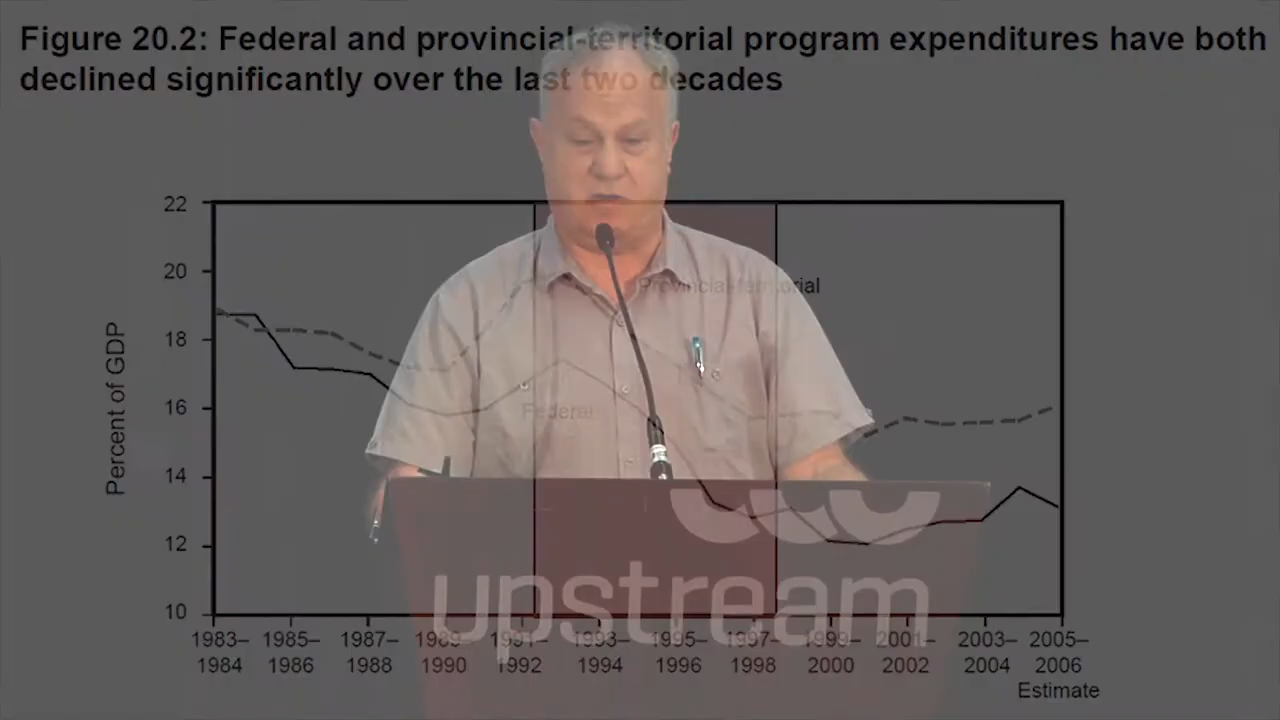 Figure 20.2: Federal and provincial-territorial program expenditures have both
declined significantly over the last two decades
22
20
18
16
14
12
10
Percent of GDP
Provincial-territorial
Federal
upstream
1983– 1985– 1987– 1989– 1991– 1993– 1995– 1997– 1999– 2001– 2003– 2005–
1984 1986 1988 1990 1992 1994 1996 1998 2000 2002 2004 2006
Estimate